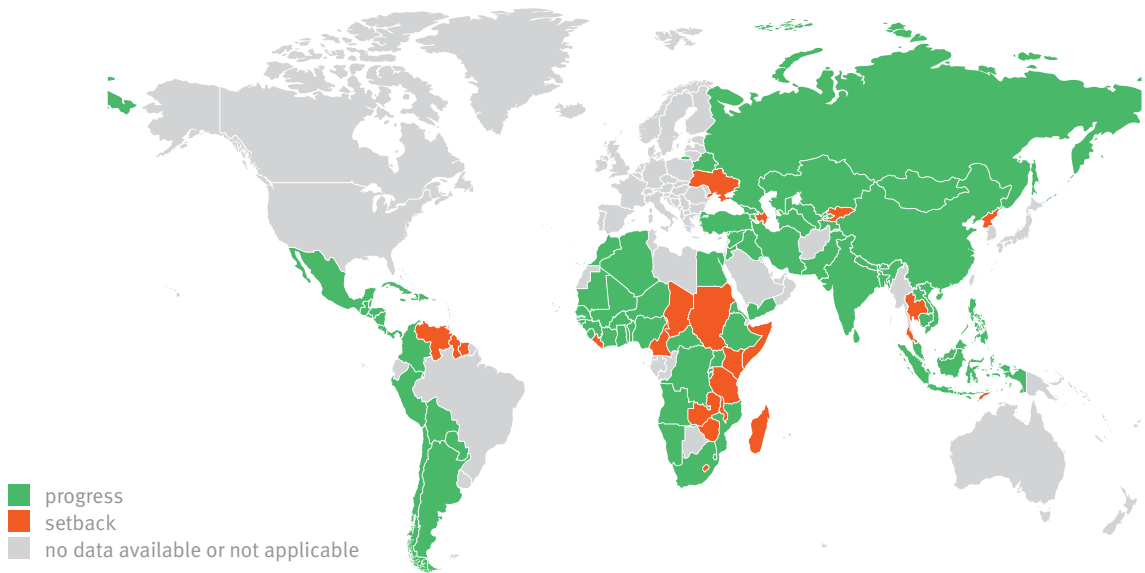 progress
setback
no data available or not applicable